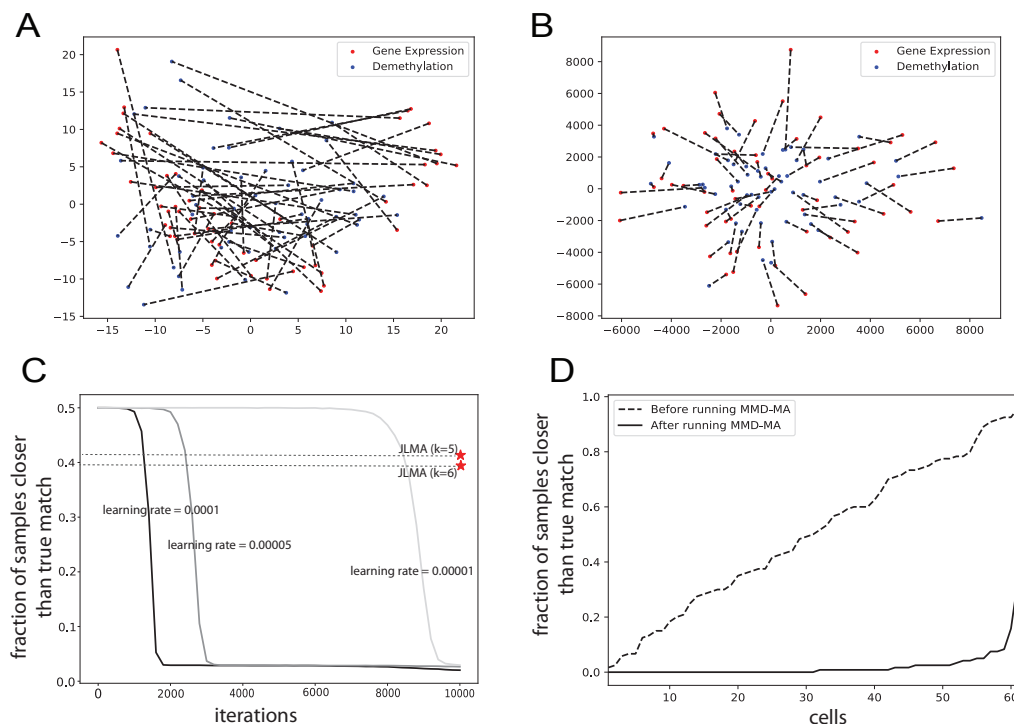 A
Gene Expression
Demethylation
20
15
10
5
0
−5
−10
−15
−15 −10 −5 0 5 10 15 20
B
Gene Expression
Demethylation
8000
6000
4000
2000
0
−2000
−4000
−6000
−8000
−6000 −4000 −2000 0 2000 4000 6000 8000
C
fraction of samples closer
than true match
0.5
0.4
0.3
0.2
0.1
0.0
JLMA (k=5)
JLMA (k=6)
learning rate = 0.0001
learning rate = 0.00005
learning rate = 0.00001
0 2000 4000 6000 8000 10000
iterations
D
fraction of samples closer
than true match
Before running MMD-MA
After running MMD-MA
1.0
0.8
0.6
0.4
0.2
0.0
10 20 30 40 50 60
cells